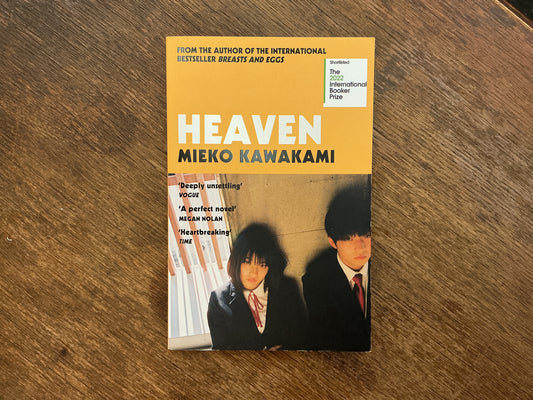 FROM THE AUTHOR OF THE INTERNATIONAL
BESTSELLER BREASTS AND EGGS
Shortlisted
The
2022
International
Booker
Prize
HEAVEN
MIEKO KAWAKAMI
'Deeply unsettling'
VOGUE
'A perfect novel'
MEGAN NOLAN
'Heartbreaking'
TIME